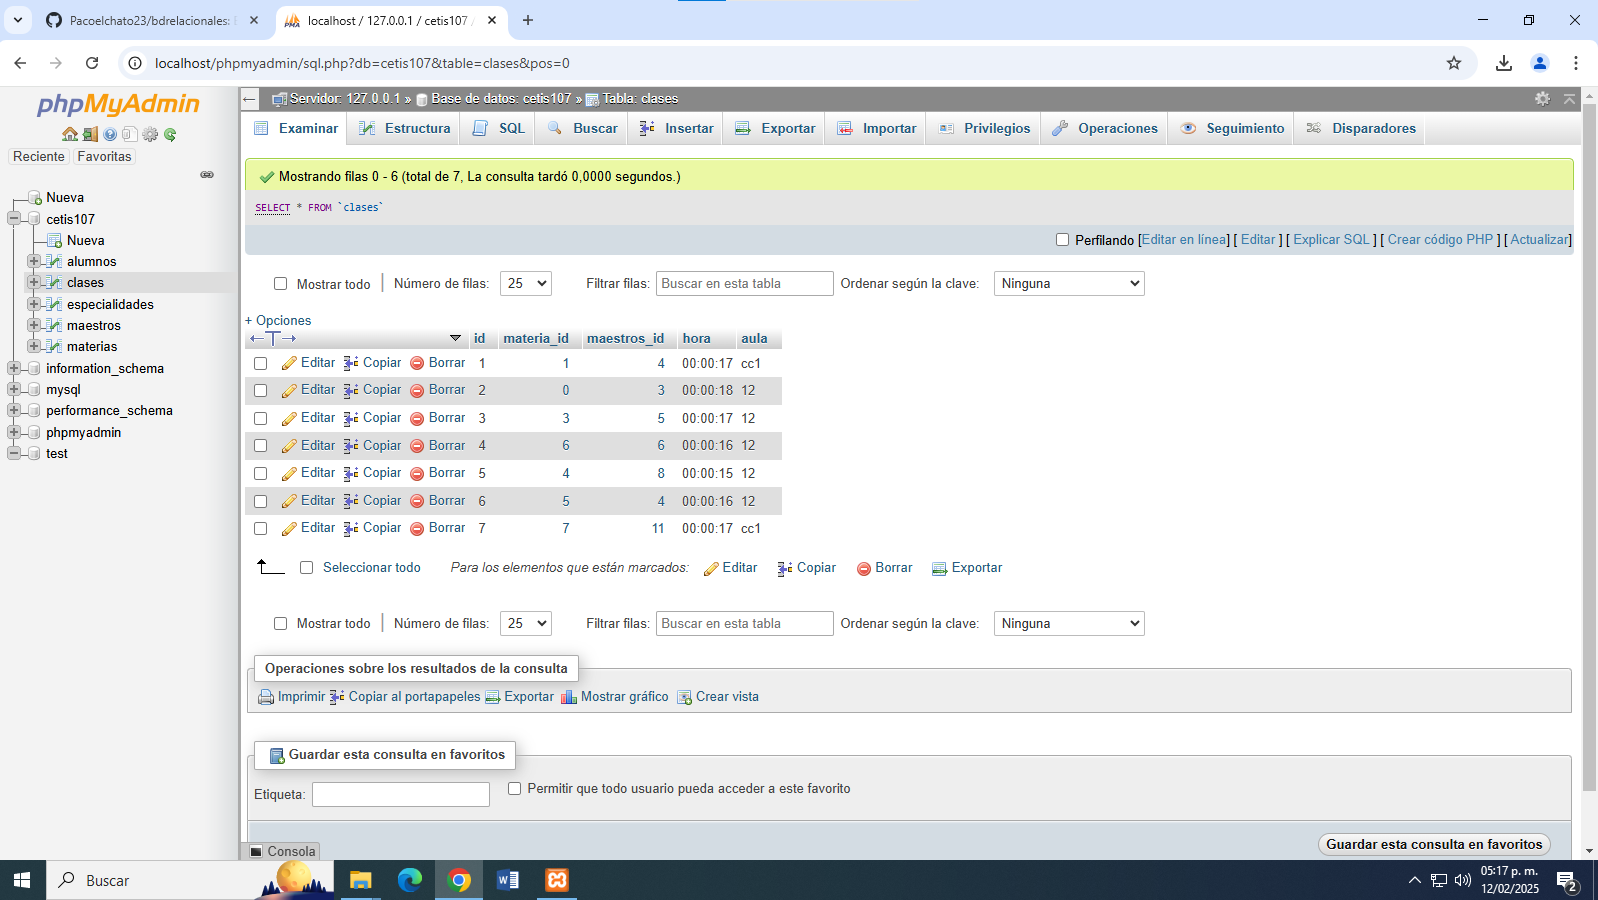 Pacoelchato23/bdrelacionales: E
localhost / 127.0.0.1 / cetis107
localhost/phpmyadmin/sql.php?db=cetis107&table=clases&pos=0
phpMyAdmin
Reciente Favoritas
Nueva
cetis107
Nueva
alumnos
clases
especialidades
maestros
materias
information_schema
mysql
performance_schema
phpmyadmin
test
Servidor: 127.0.0.1 » Base de datos: cetis107 » Tabla: clases
Examinar Estructura SQL Buscar Insertar Exportar Importar Privilegios Operaciones Seguimiento Disparadores
Mostrando filas 0 - 6 (total de 7, La consulta tardó 0,0000 segundos.)
SELECT * FROM `clases`
Perfilando [Editar en línea] [ Editar ] [ Explicar SQL ] [ Crear código PHP ] [ Actualizar]
Mostrar todo Número de filas: 25 Filtrar filas: Buscar en esta tabla Ordenar según la clave: Ninguna
+ Opciones
←T→ id materia_id maestros_id hora aula
Editar Copiar Borrar 1 1 4 00:00:17 cc1
Editar Copiar Borrar 2 0 3 00:00:18 12
Editar Copiar Borrar 3 3 5 00:00:17 12
Editar Copiar Borrar 4 6 6 00:00:16 12
Editar Copiar Borrar 5 4 8 00:00:15 12
Editar Copiar Borrar 6 5 4 00:00:16 12
Editar Copiar Borrar 7 7 11 00:00:17 cc1
Seleccionar todo Para los elementos que están marcados: Editar Copiar Borrar Exportar
Mostrar todo Número de filas: 25 Filtrar filas: Buscar en esta tabla Ordenar según la clave: Ninguna
Operaciones sobre los resultados de la consulta
Imprimir Copiar al portapapeles Exportar Mostrar gráfico Crear vista
Guardar esta consulta en favoritos
Etiqueta: Permitir que todo usuario pueda acceder a este favorito
Guardar esta consulta en favoritos
Consola
Buscar
05:17 p. m.
12/02/2025
2